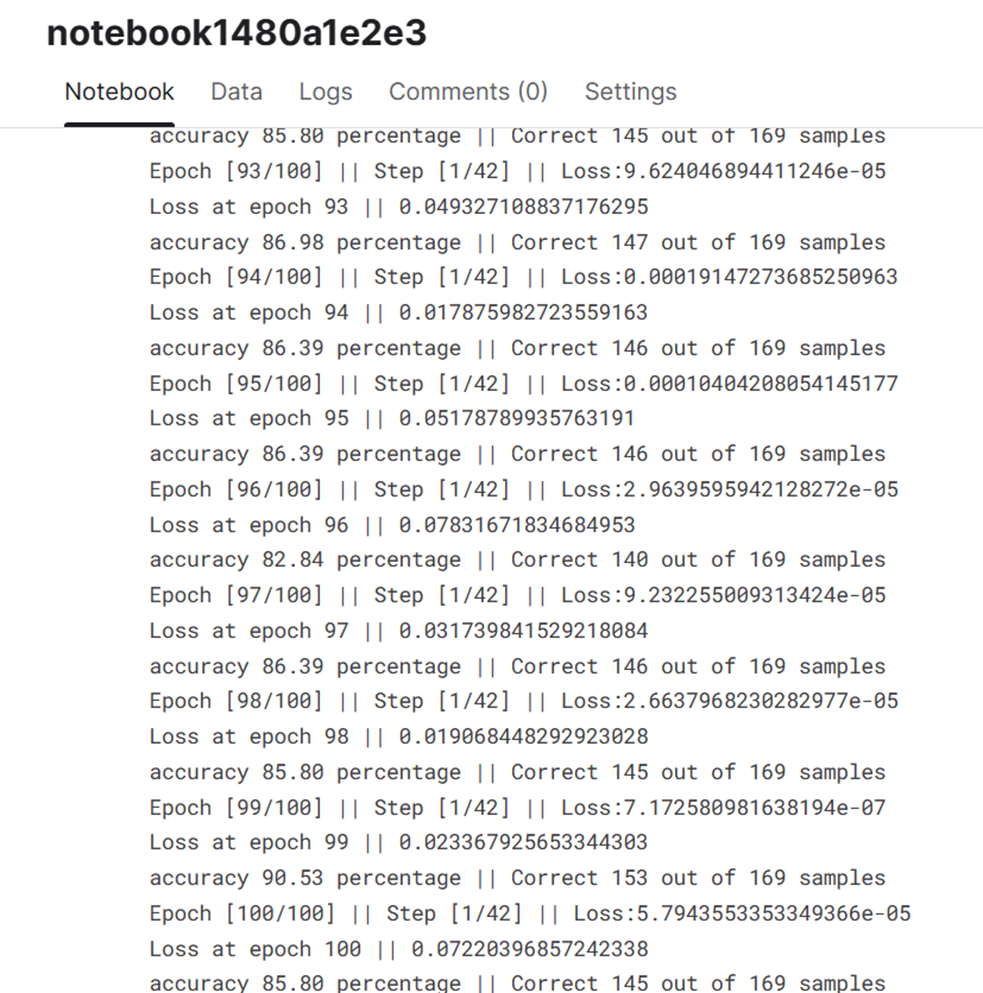 notebook1480a1e2e3
Notebook Data Logs Comments (0) Settings
accuracy 85.80 percentage || Correct 145 out of 169 samples
Epoch [93/100] || Step [1/42] || Loss:9.624046894411246e-05
Loss at epoch 93 || 0.049327108837176295
accuracy 86.98 percentage || Correct 147 out of 169 samples
Epoch [94/100] || Step [1/42] || Loss:0.00019147273685250963
Loss at epoch 94 || 0.017875982723559163
accuracy 86.39 percentage || Correct 146 out of 169 samples
Epoch [95/100] || Step [1/42] || Loss:0.00010404208054145177
Loss at epoch 95 || 0.05178789935763191
accuracy 86.39 percentage || Correct 146 out of 169 samples
Epoch [96/100] || Step [1/42] || Loss:2.9639595942128272e-05
Loss at epoch 96 || 0.07831671834684953
accuracy 82.84 percentage || Correct 140 out of 169 samples
Epoch [97/100] || Step [1/42] || Loss:9.232255009313424e-05
Loss at epoch 97 || 0.031739841529218084
accuracy 86.39 percentage || Correct 146 out of 169 samples
Epoch [98/100] || Step [1/42] || Loss:2.6637968230282977e-05
Loss at epoch 98 || 0.019068448292923028
accuracy 85.80 percentage || Correct 145 out of 169 samples
Epoch [99/100] || Step [1/42] || Loss:7.172580981638194e-07
Loss at epoch 99 || 0.023367925653344303
accuracy 90.53 percentage || Correct 153 out of 169 samples
Epoch [100/100] || Step [1/42] || Loss:5.7943553353349366e-05
Loss at epoch 100 || 0.07220396857242338
accuracy 85.80 percentage || Correct 145 out of 169 samples